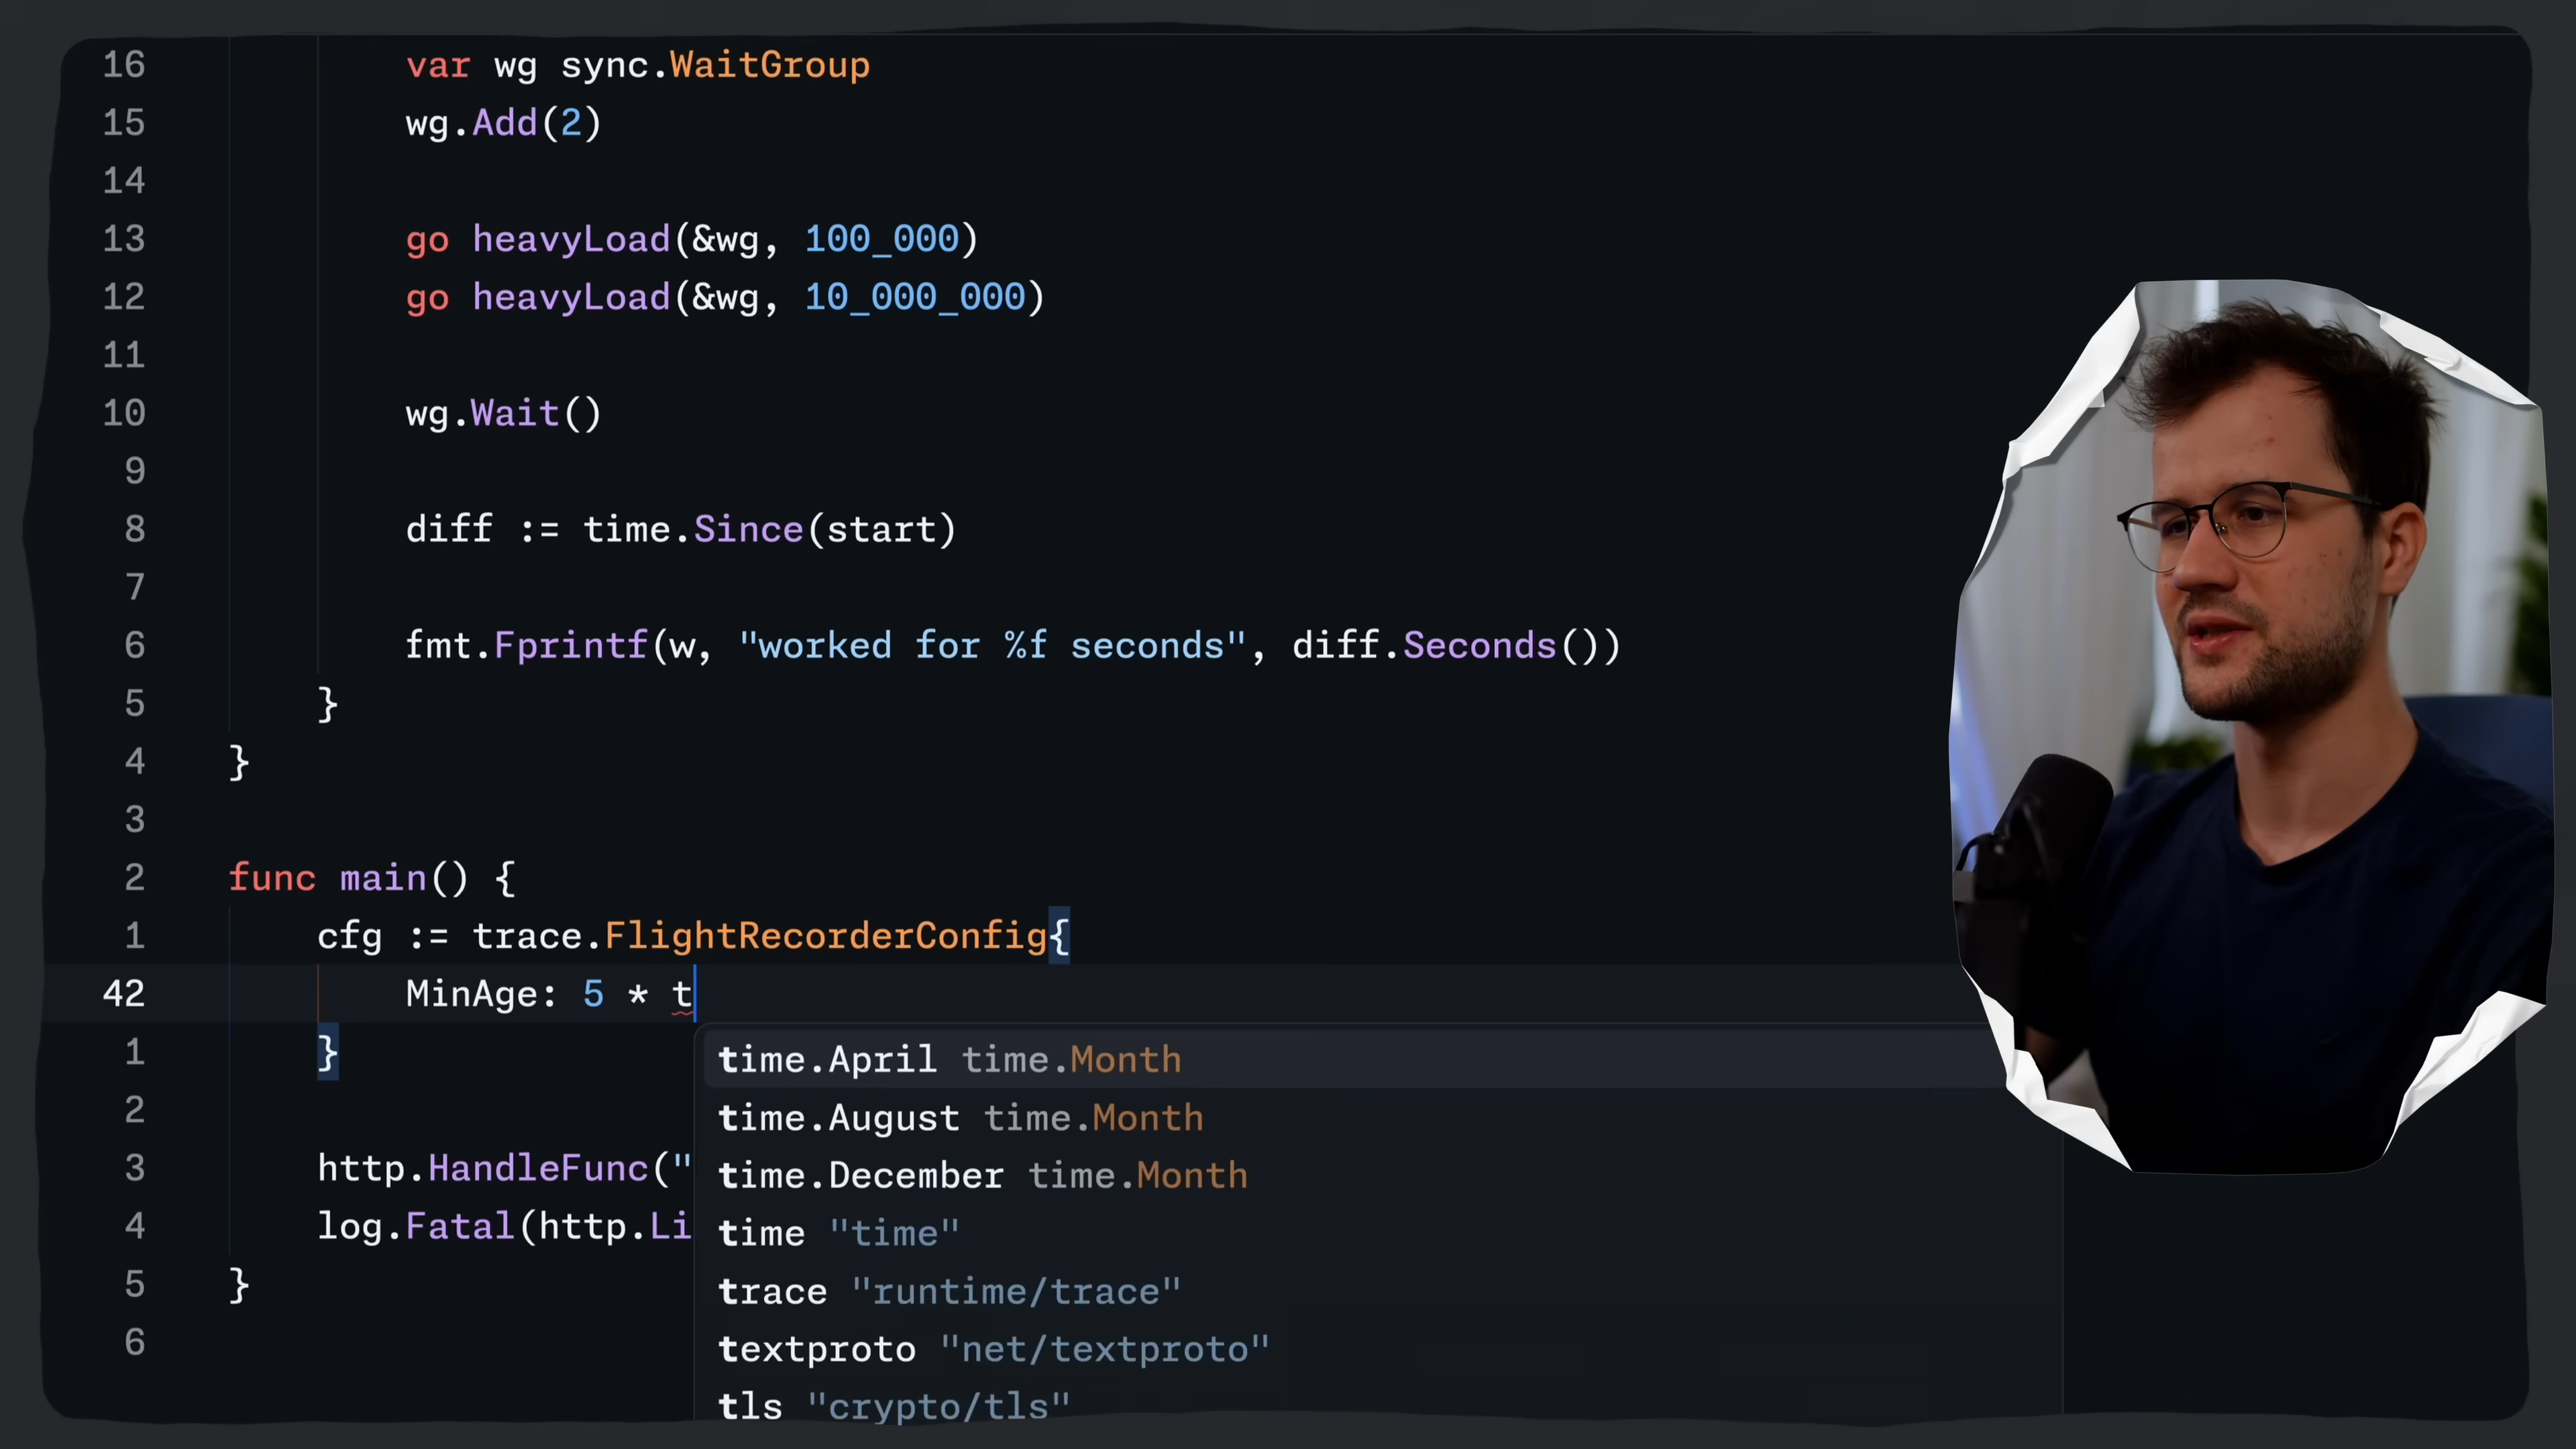 16 var wg sync.WaitGroup
15 wg.Add(2)
14
13 go heavyLoad(&wg, 100_000)
12 go heavyLoad(&wg, 10_000_000)
11
10 wg.Wait()
9
8 diff := time.Since(start)
7
6 fmt.Fprintf(w, "worked for %f seconds", diff.Seconds())
5 }
4 }
3
2 func main() {
1 cfg := trace.FlightRecorderConfig{
42 MinAge: 5 * t
1 } time.April time.Month
2 time.August time.Month
3 http.HandleFunc(" time.December time.Month
4 log.Fatal(http.Li time "time"
5 } trace "runtime/trace"
6 textproto "net/textproto"
tls "crypto/tls"